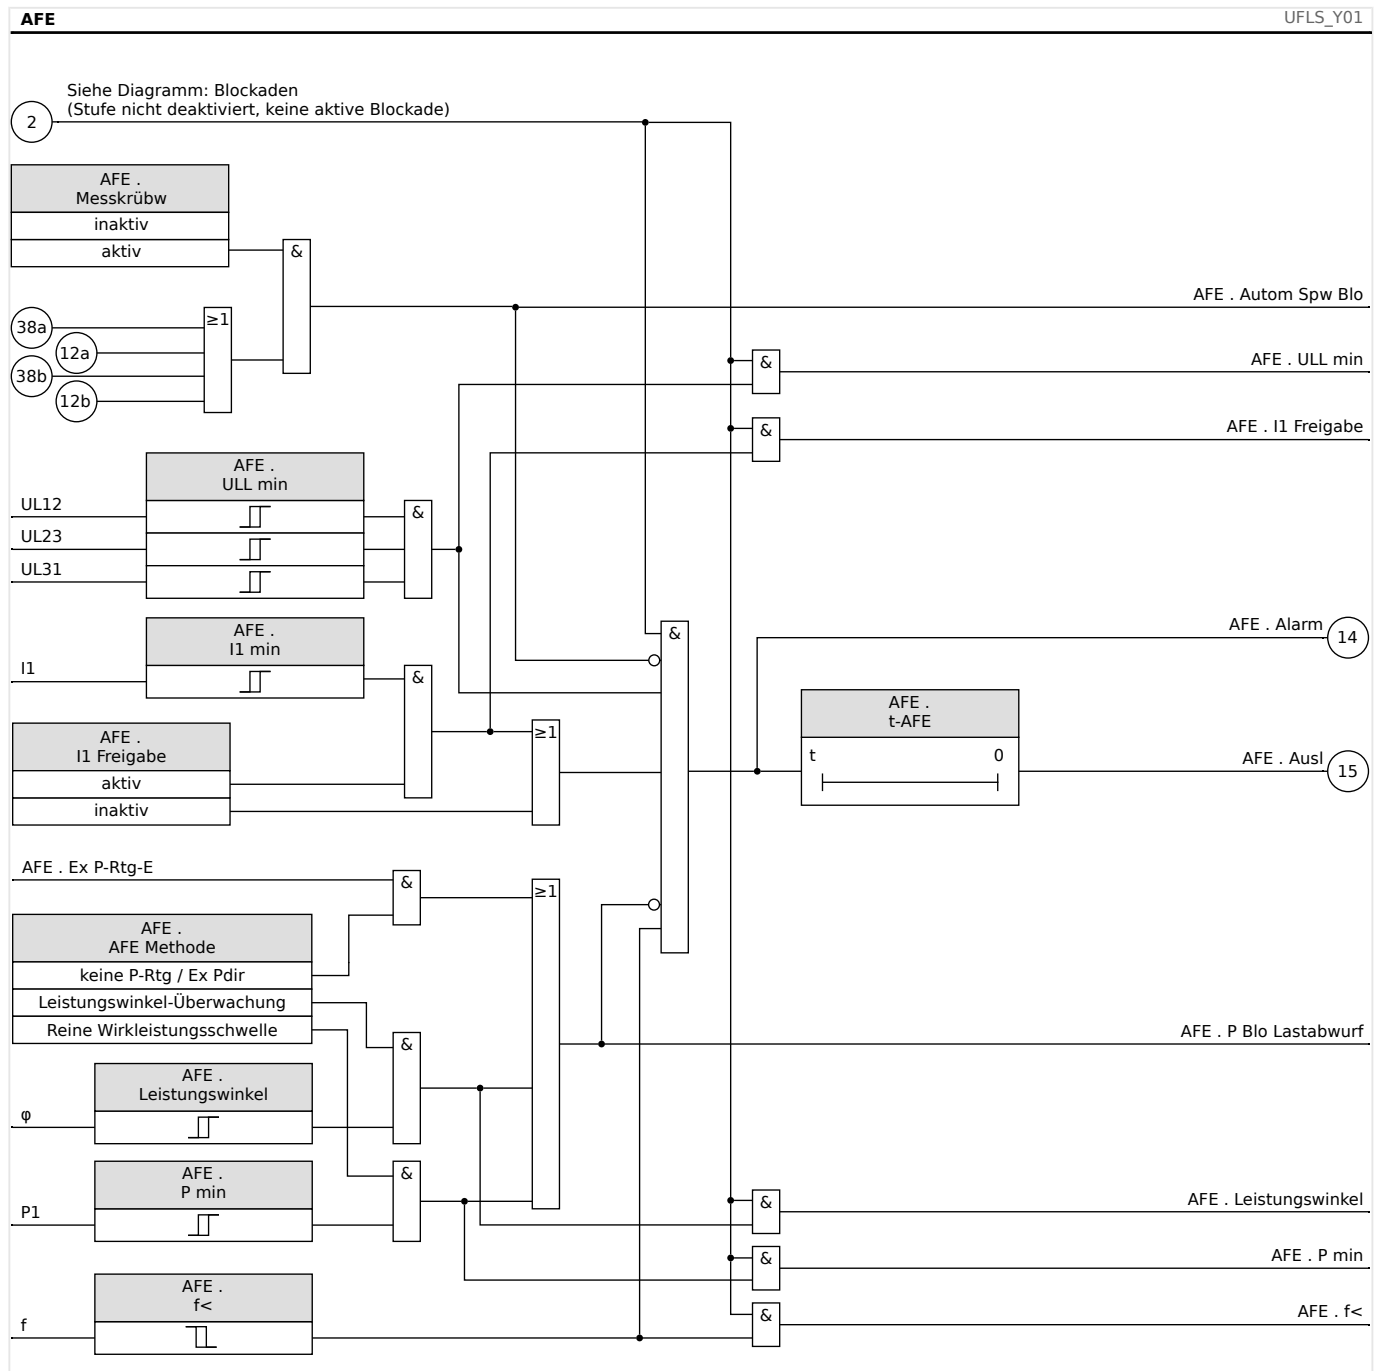 AFE
UFLS_Y01
Siehe Diagramm: Blockaden
(Stufe nicht deaktiviert, keine aktive Blockade)
2
AFE .
Messkrübw
inaktiv
aktiv
&
AFE . Autom Spw Blo
38a
12a
38b
12b
≥1
&
AFE . ULL min
&
AFE . I1 Freigabe
AFE .
ULL min
UL12
UL23
UL31
&
AFE .
I1 min
I1
&
AFE .
I1 Freigabe
aktiv
inaktiv
≥1
&
AFE . Alarm
14
AFE .
t-AFE
t
0
AFE . Ausl
15
AFE . Ex P-Rtg-E
&
AFE .
AFE Methode
keine P-Rtg / Ex Pdir
Leistungswinkel-Überwachung
Reine Wirkleistungsschwelle
≥1
&
AFE . P Blo Lastabwurf
AFE .
Leistungswinkel
φ
AFE .
P min
P1
&
&
AFE . Leistungswinkel
&
AFE . P min
AFE .
f<
f
&
AFE . f<